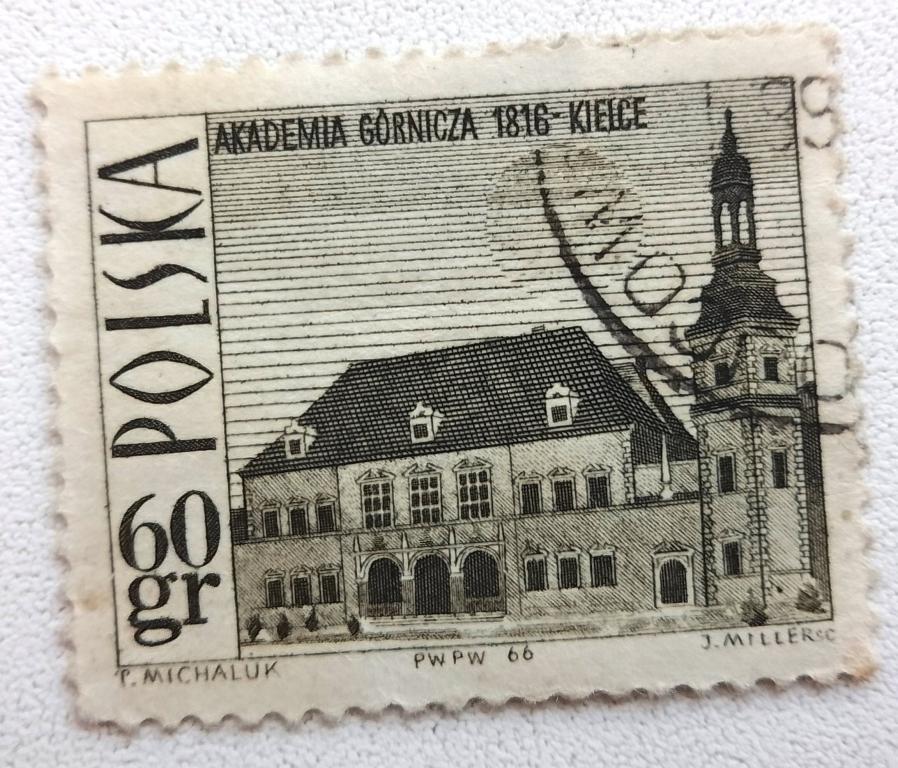 AKADEMIA GÓRNICZA 1816-KIELCE
POLSKA
60
gr
T. MICHALUK
PWPW 66
J. MILLER SC